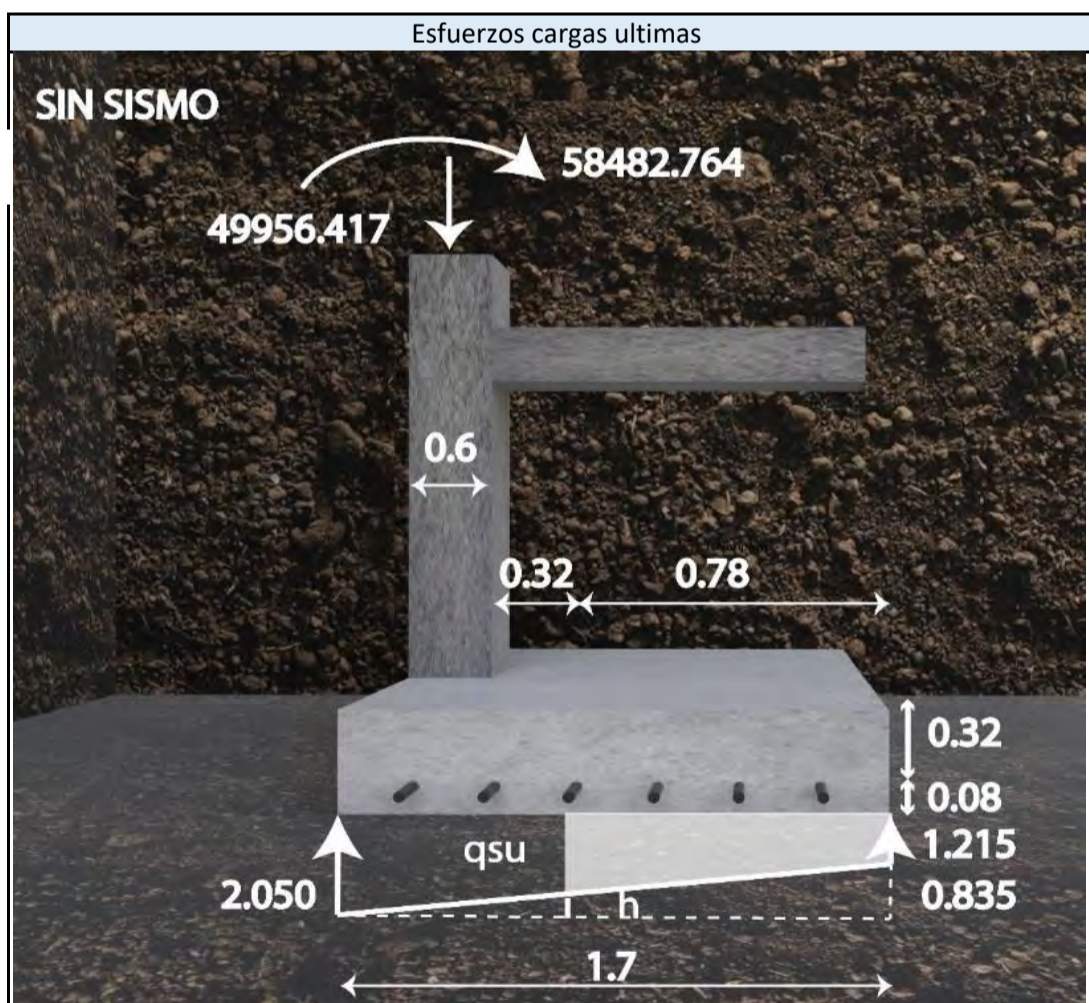 Esfuerzos cargas ultimas
SIN SISMO
58482.764
49956.417
0.6
0.32
0.78
0.32
0.08
qsu
1.215
2.050
h
0.835
1.7